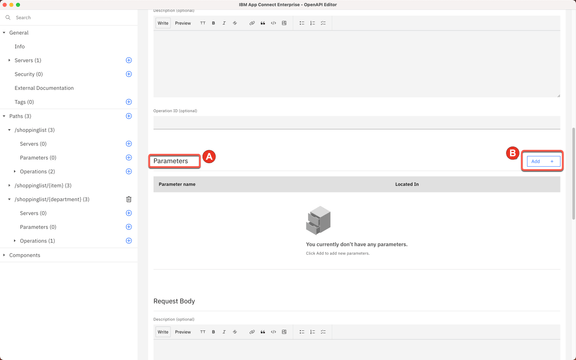 IBM App Connect Enterprise - OpenAPI Editor
Search
General
Info
Servers (1)
Security (0)
External Documentation
Tags (0)
Paths (3)
/shoppinglist (3)
Servers (0)
Parameters (0)
Operations (2)
/shoppinglist/{item} (3)
/shoppinglist/{department} (3)
Servers (0)
Parameters (0)
Operations (1)
Components
Description (optional)
Write Preview TT B I S
Operation ID (optional)
Parameters A
B
Add +
Parameter name Located In
You currently don't have any parameters.
Click Add to add new parameters.
Request Body
Description (optional)
Write Preview TT B I S